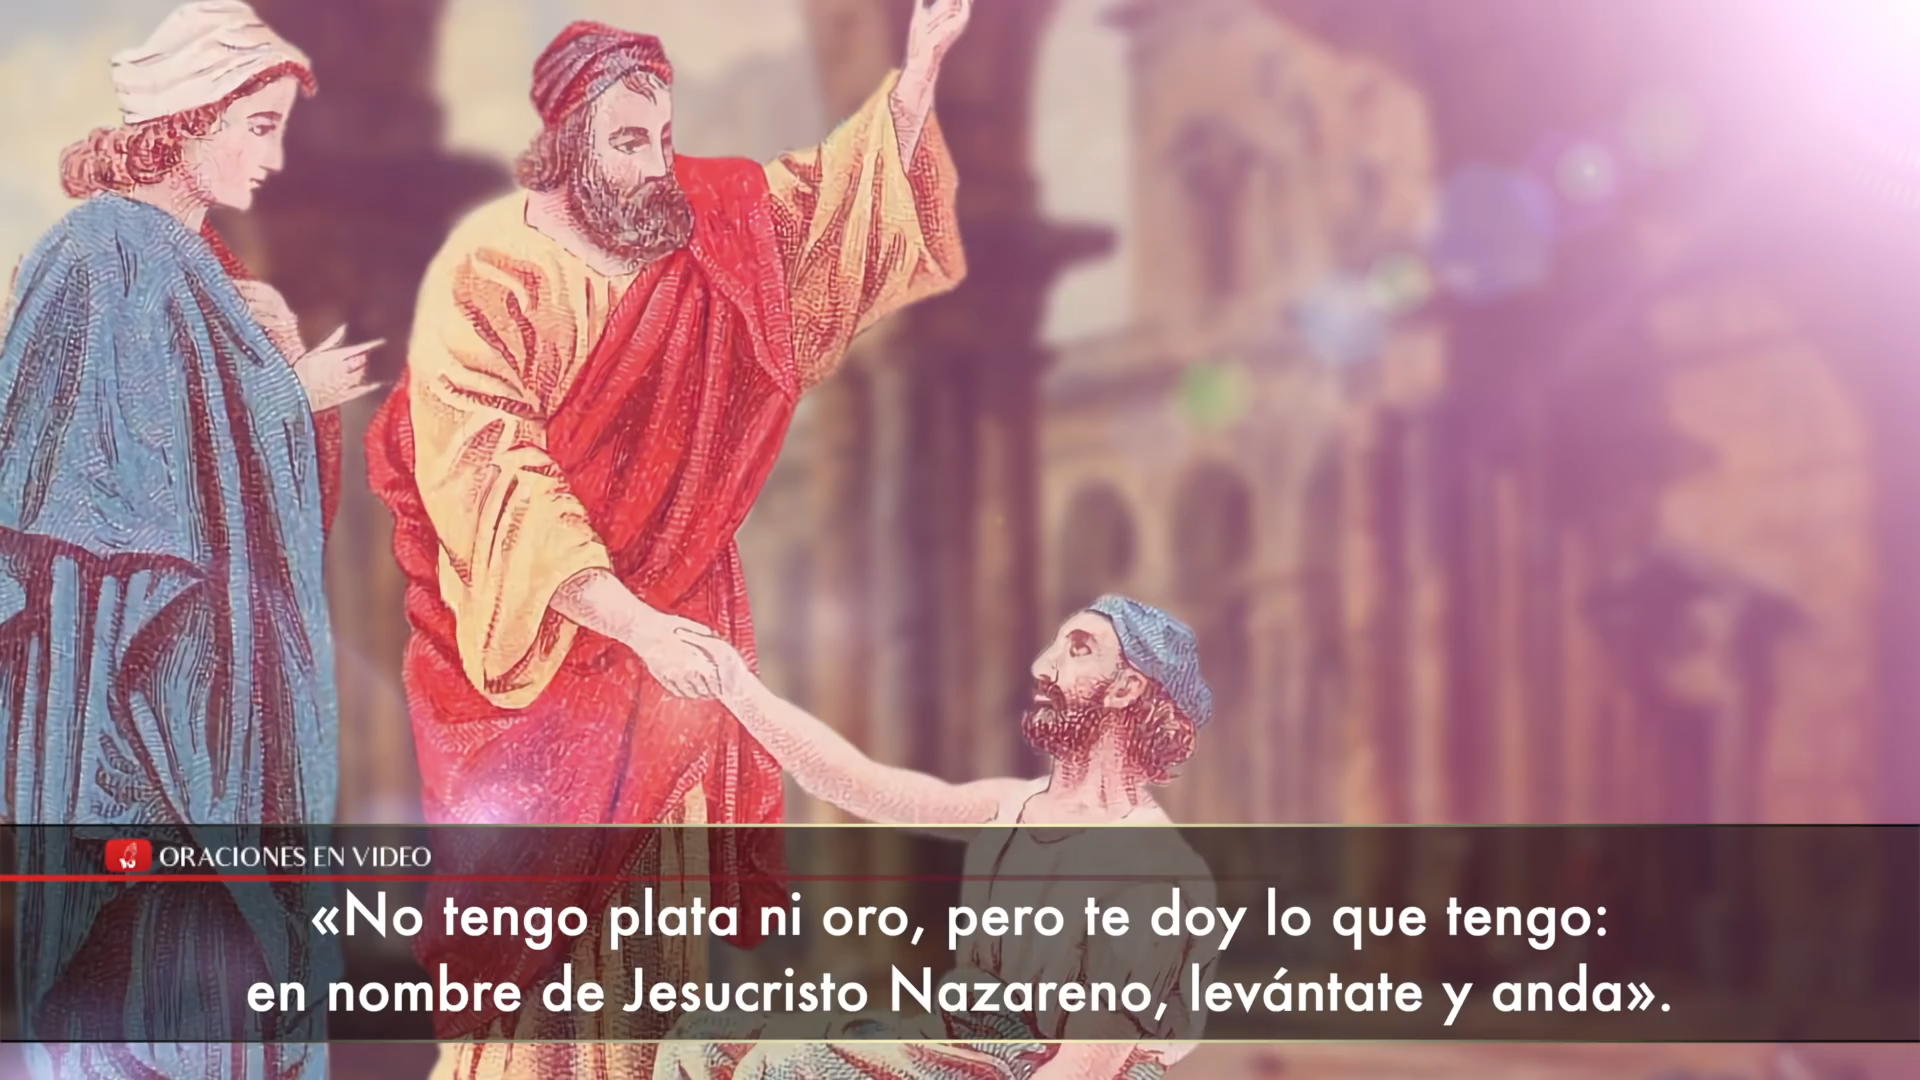 ORACIONES EN VIDEO
«No tengo plata ni oro, pero te doy lo que tengo:
en nombre de Jesucristo Nazareno, levántate y anda».